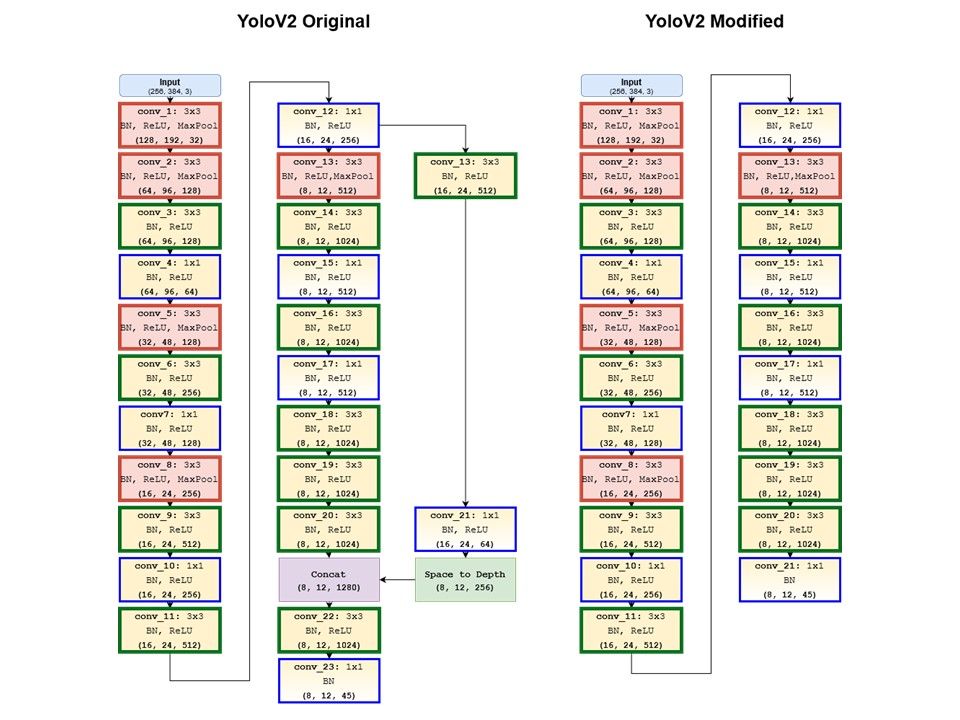 YoloV2 Original
Input
(256, 384, 3)
conv_1: 3x3
BN, ReLU, MaxPool
(128, 192, 32)
conv_2: 3x3
BN, ReLU, MaxPool
(64, 96, 128)
conv_3: 3x3
BN, ReLU
(64, 96, 128)
conv_4: 1x1
BN, ReLU
(64, 96, 64)
conv_5: 3x3
BN, ReLU, MaxPool
(32, 48, 128)
conv_6: 3x3
BN, ReLU
(32, 48, 256)
conv7: 1x1
BN, ReLU
(32, 48, 128)
conv_8: 3x3
BN, ReLU, MaxPool
(16, 24, 256)
conv_9: 3x3
BN, ReLU
(16, 24, 512)
conv_10: 1x1
BN, ReLU
(16, 24, 256)
conv_11: 3x3
BN, ReLU
(16, 24, 512)
conv_12: 1x1
BN, ReLU
(16, 24, 256)
conv_13: 3x3
BN, ReLU,MaxPool
(8, 12, 512)
conv_14: 3x3
BN, ReLU
(8, 12, 1024)
conv_15: 1x1
BN, ReLU
(8, 12, 512)
conv_16: 3x3
BN, ReLU
(8, 12, 1024)
conv_17: 1x1
BN, ReLU
(8, 12, 512)
conv_18: 3x3
BN, ReLU
(8, 12, 1024)
conv_19: 3x3
BN, ReLU
(8, 12, 1024)
conv_20: 3x3
BN, ReLU
(8, 12, 1024)
Concat
(8, 12, 1280)
conv_22: 3x3
BN, ReLU
(8, 12, 1024)
conv_23: 1x1
BN
(8, 12, 45)
conv_13: 3x3
BN, ReLU
(16, 24, 512)
conv_21: 1x1
BN, ReLU
(16, 24, 64)
Space to Depth
(8, 12, 256)
YoloV2 Modified
Input
(256, 384, 3)
conv_1: 3x3
BN, ReLU, MaxPool
(128, 192, 32)
conv_2: 3x3
BN, ReLU, MaxPool
(64, 96, 128)
conv_3: 3x3
BN, ReLU
(64, 96, 128)
conv_4: 1x1
BN, ReLU
(64, 96, 64)
conv_5: 3x3
BN, ReLU, MaxPool
(32, 48, 128)
conv_6: 3x3
BN, ReLU
(32, 48, 256)
conv7: 1x1
BN, ReLU
(32, 48, 128)
conv_8: 3x3
BN, ReLU, MaxPool
(16, 24, 256)
conv_9: 3x3
BN, ReLU
(16, 24, 512)
conv_10: 1x1
BN, ReLU
(16, 24, 256)
conv_11: 3x3
BN, ReLU
(16, 24, 512)
conv_12: 1x1
BN, ReLU
(16, 24, 256)
conv_13: 3x3
BN, ReLU,MaxPool
(8, 12, 512)
conv_14: 3x3
BN, ReLU
(8, 12, 1024)
conv_15: 1x1
BN, ReLU
(8, 12, 512)
conv_16: 3x3
BN, ReLU
(8, 12, 1024)
conv_17: 1x1
BN, ReLU
(8, 12, 512)
conv_18: 3x3
BN, ReLU
(8, 12, 1024)
conv_19: 3x3
BN, ReLU
(8, 12, 1024)
conv_20: 3x3
BN, ReLU
(8, 12, 1024)
conv_21: 1x1
BN
(8, 12, 45)